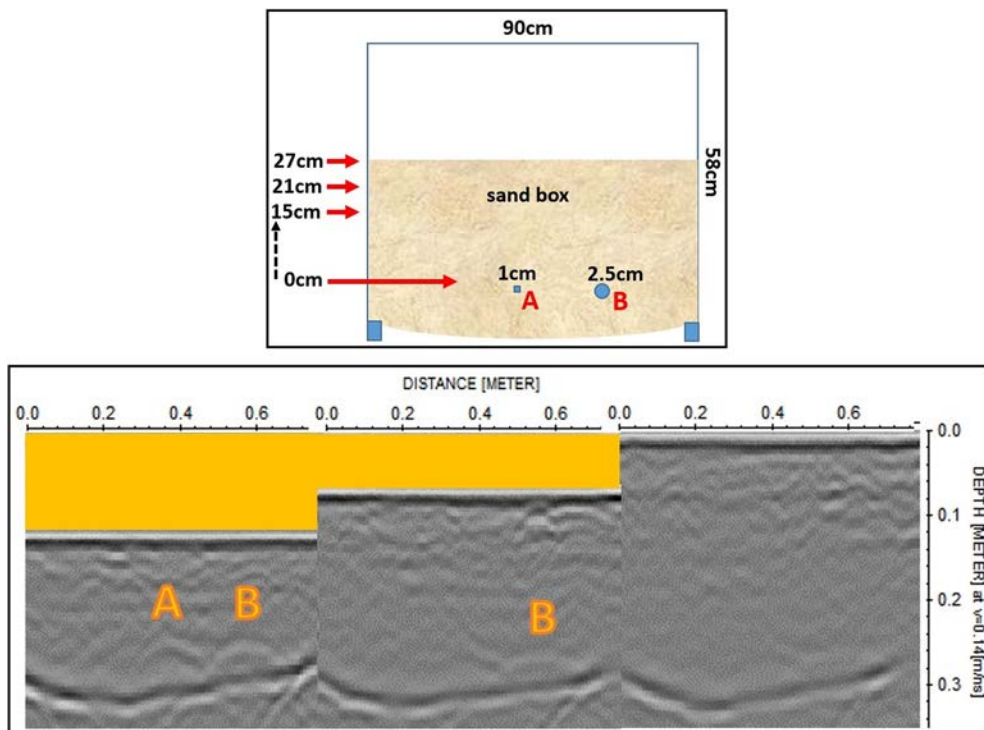 90cm
58cm
27cm
21cm
15cm
0cm
sand box
1cm
2.5cm
A
B
DISTANCE [METER]
0.0 0.2 0.4 0.6 0.0 0.2 0.4 0.6 0.0 0.2 0.4 0.6
0.0
0.1
0.2
0.3
DEPTH [METER] at v=0.14[m/ns]
A B
B